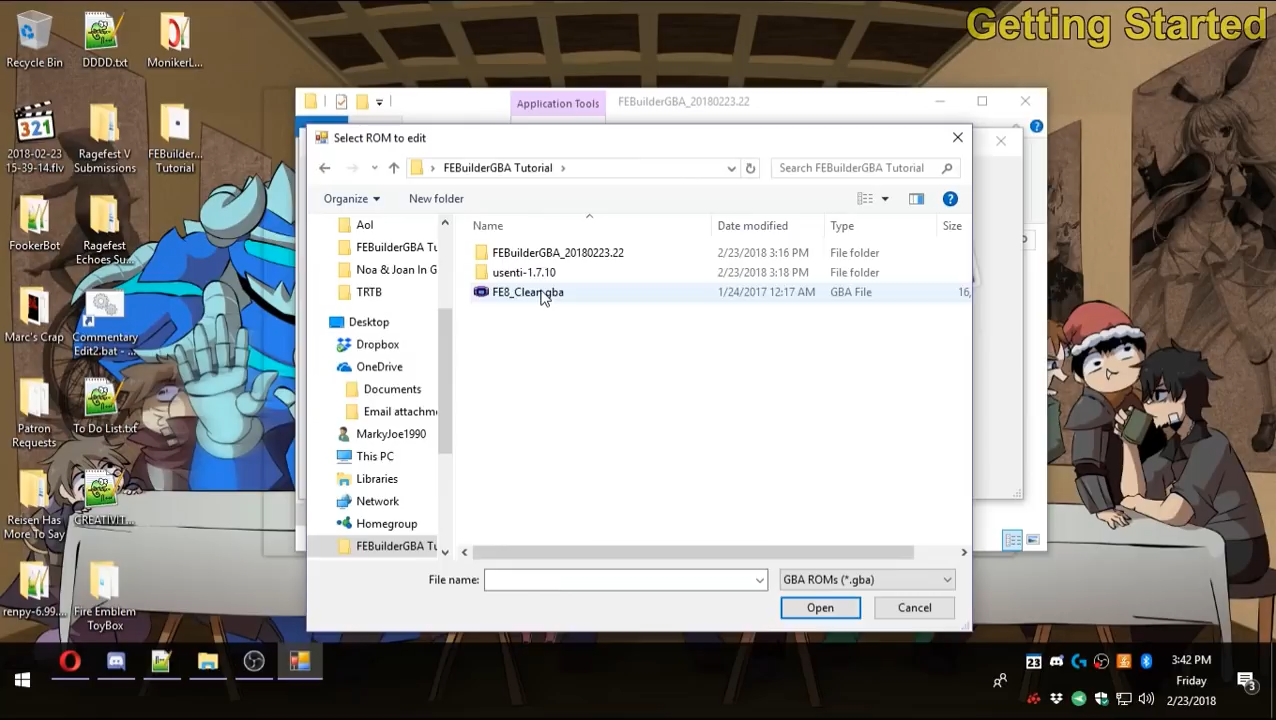 Getting Started
Recycle Bin
DDDD.txt
MonikerL...
2018-02-23
15-39-14.flv
Ragefest V
Submissions
FEBuilder...
Tutorial
FookerBot
Ragefest
Echoes Su...
Marc's Crap
Commentary
Edit2.bat - ...
Patron
Requests
To Do List.txt
Reisen Has
More To Say
CREATIVIT...
renpy-6.99....
Fire Emblem
ToyBox
Application Tools
FEBuilderGBA_20180223.22
Select ROM to edit
FEBuilderGBA Tutorial
Search FEBuilderGBA Tutorial
Organize
New folder
Name
Date modified
Type
Size
FEBuilderGBA_20180223.22
2/23/2018 3:16 PM
File folder
usenti-1.7.10
2/23/2018 3:18 PM
File folder
FE8_Clean.gba
1/24/2017 12:17 AM
GBA File
16,
Aol
FEBuilderGBA Tu
Noa & Joan In G
TRTB
Desktop
Dropbox
OneDrive
Documents
Email attachme
MarkyJoe1990
This PC
Libraries
Network
Homegroup
FEBuilderGBA Tu
File name:
GBA ROMs (*.gba)
Open
Cancel
23
3:42 PM
Friday
2/23/2018
3